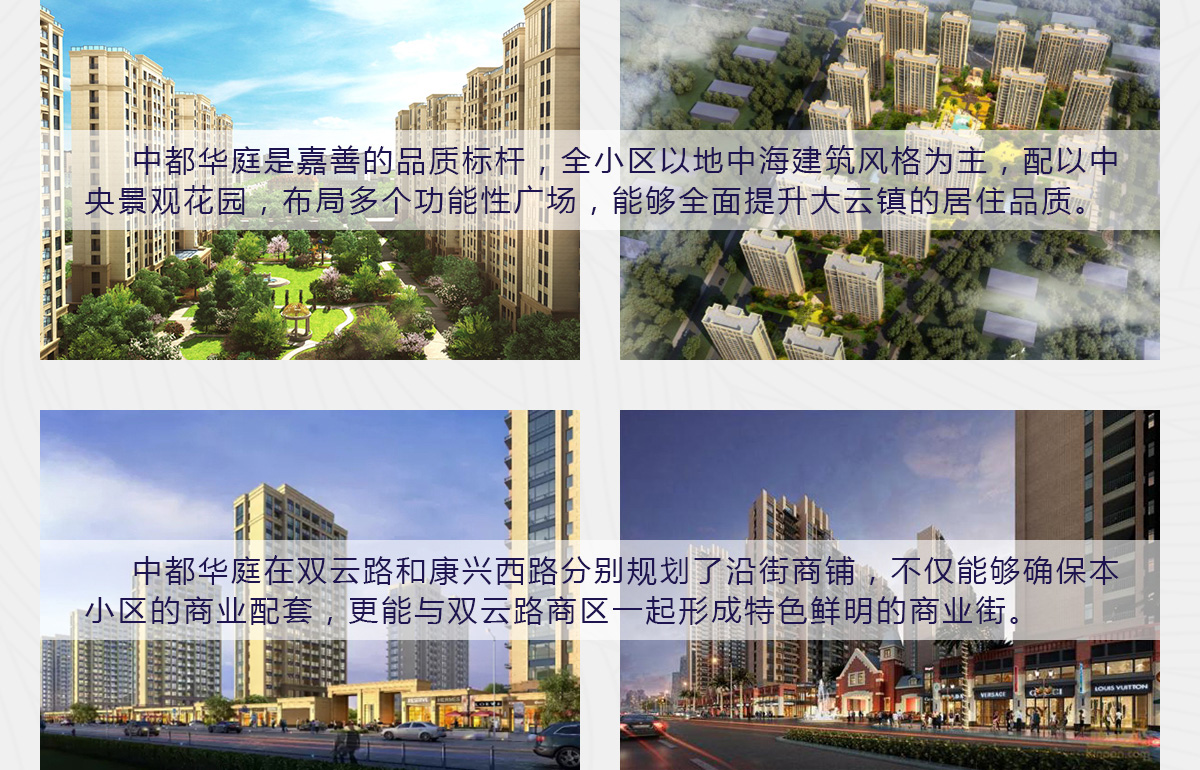 中都华庭是嘉善的品质标杆，全小区以地中海建筑风格为主，配以中
央景观花园，布局多个功能性广场，能够全面提升大云镇的居住品质。
中都华庭在双云路和康兴西路分别规划了沿街商铺，不仅能够确保本
小区的商业配套，更能与双云路商区一起形成特色鲜明的商业街。
VERSACE
GUCCI
LOUIS VUITTON